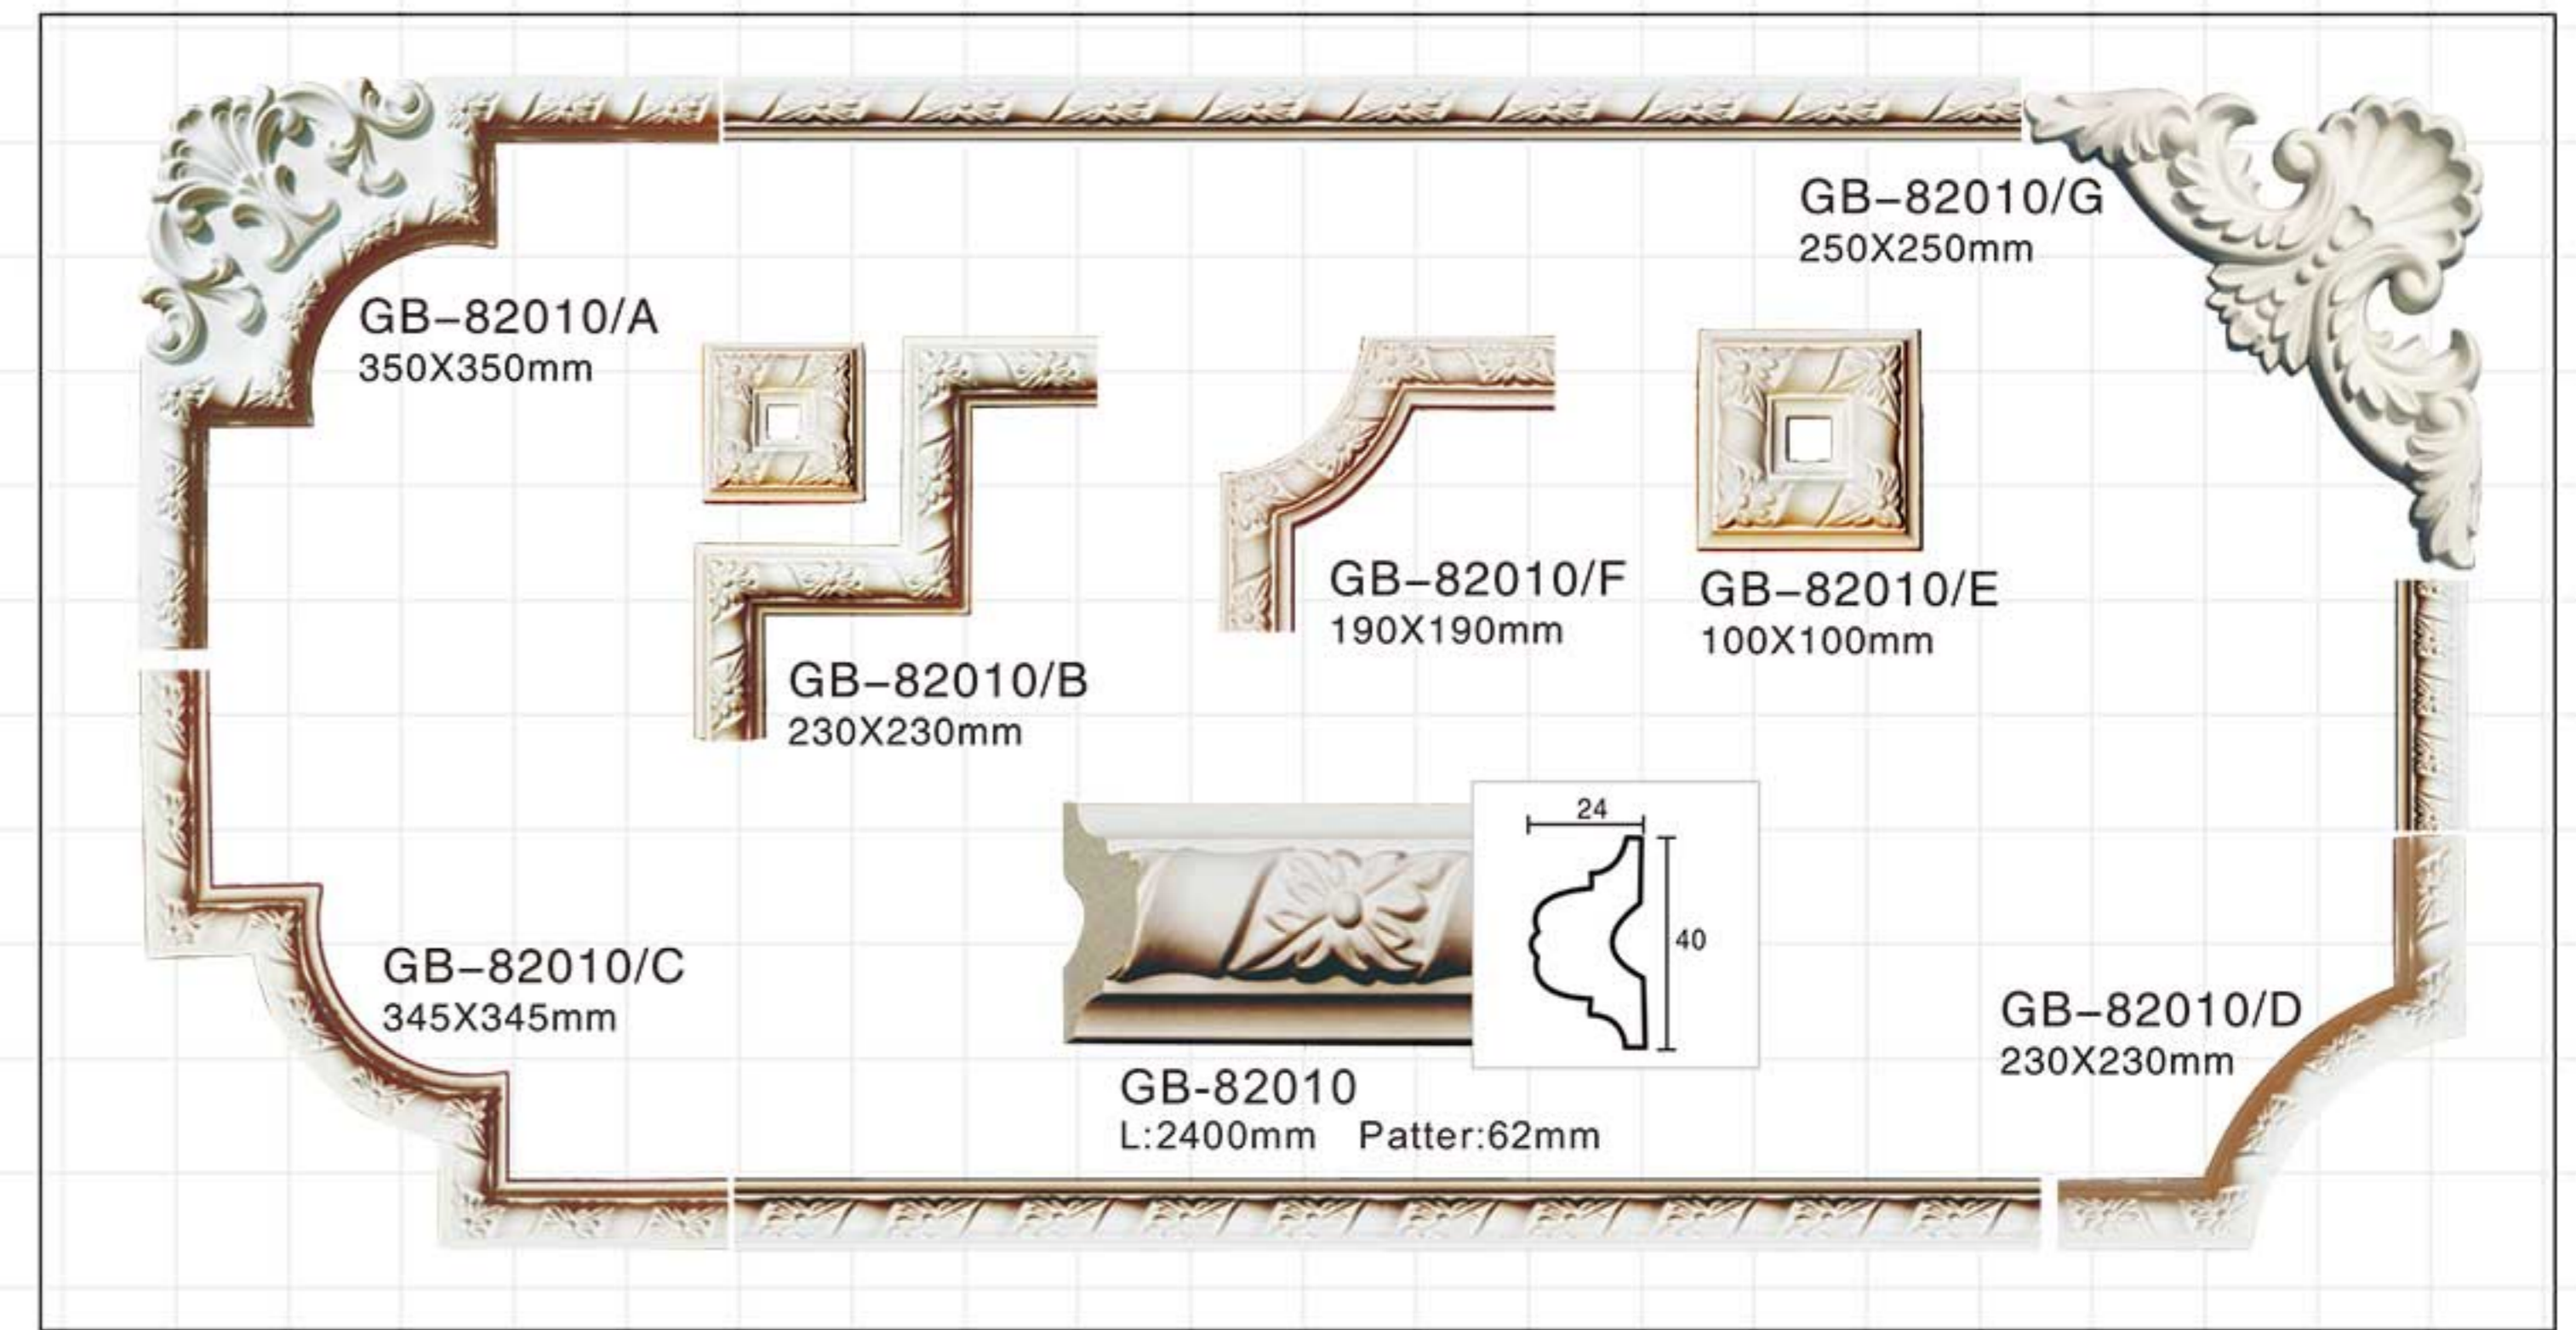 GB–82010/G
250X250mm
GB–82010/A
350X350mm
GB–82010/F
190X190mm
GB–82010/E
100X100mm
GB–82010/B
230X230mm
24
40
GB–82010/C
345X345mm
GB–82010/D
230X230mm
GB-82010
L:2400mm Patter:62mm